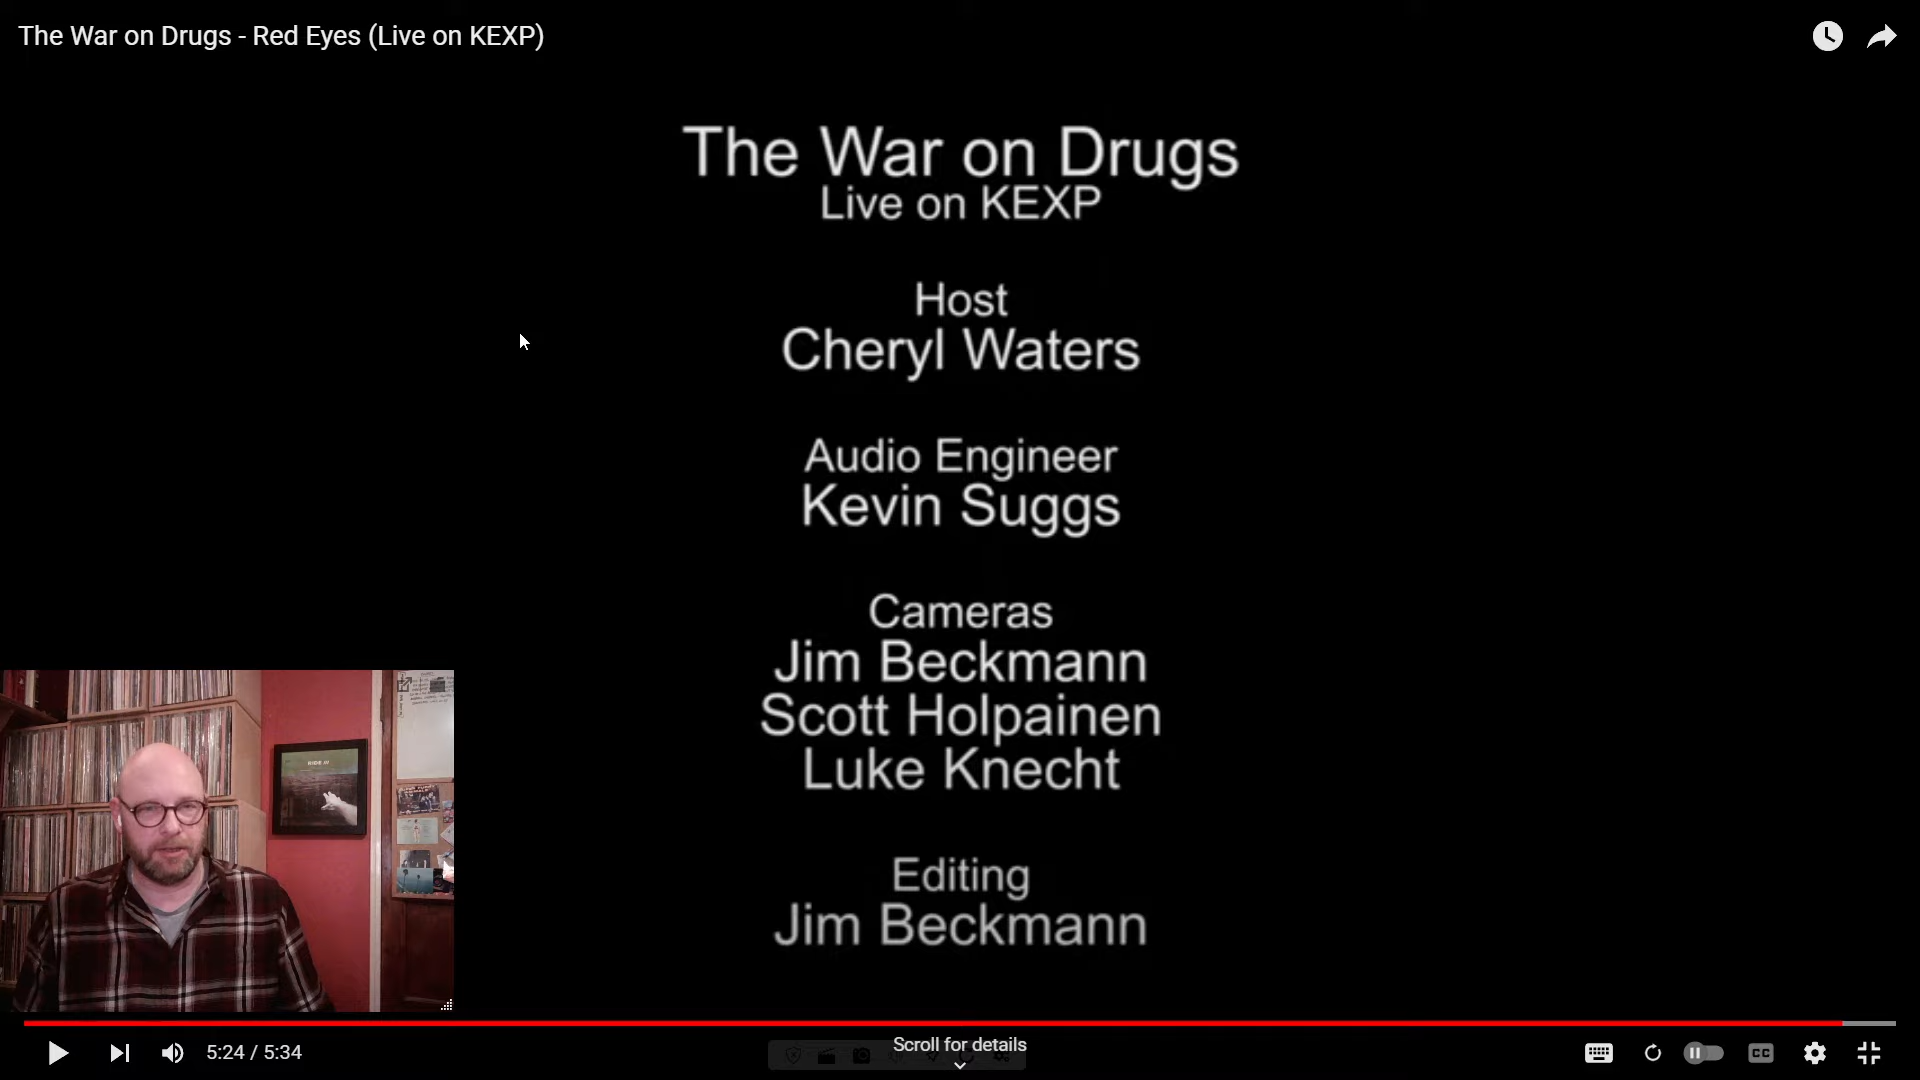 The War on Drugs - Red Eyes (Live on KEXP)
The War on Drugs
Live on KEXP
Host
Cheryl Waters
Audio Engineer
Kevin Suggs
Cameras
Jim Beckmann
Scott Holpainen
Luke Knecht
Editing
Jim Beckmann
RIDE ///
5:24 / 5:34
Scroll for details
CC